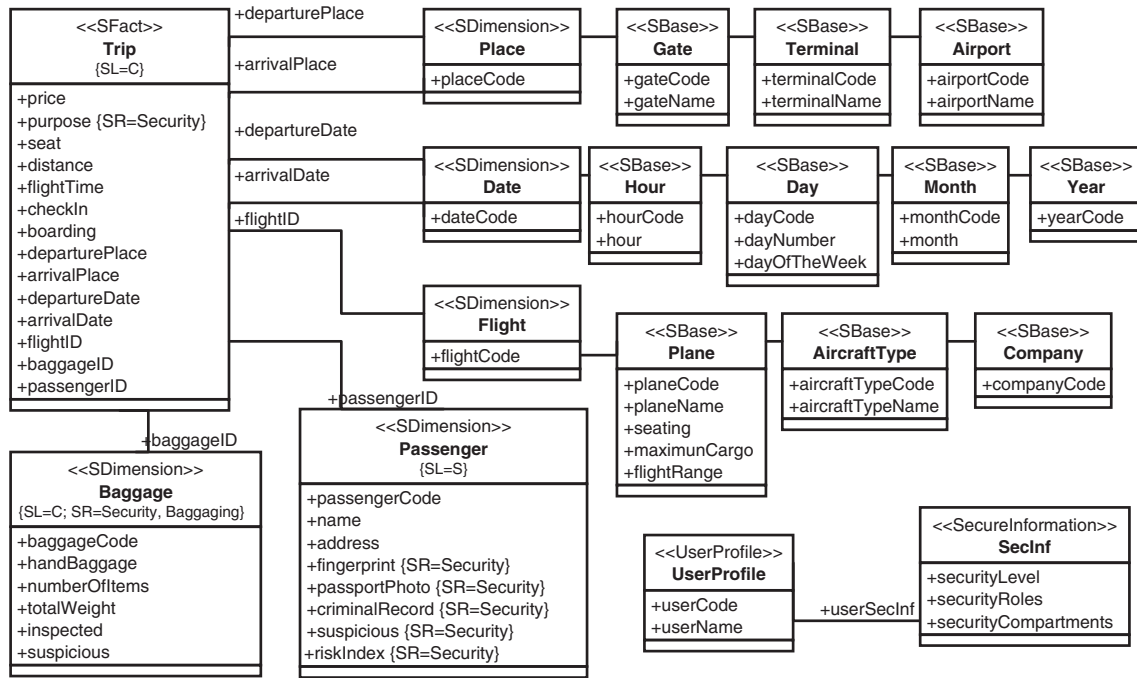 <<SFact>>
Trip
{SL=C}
+price
+purpose {SR=Security}
+seat
+distance
+flightTime
+checkIn
+boarding
+departurePlace
+arrivalPlace
+departureDate
+arrivalDate
+flightID
+baggageID
+passengerID
+departurePlace
+arrivalPlace
<<SDimension>>
Place
+placeCode
<<SBase>>
Gate
+gateCode
+gateName
<<SBase>>
Terminal
+terminalCode
+terminalName
<<SBase>>
Airport
+airportCode
+airportName
+departureDate
+arrivalDate
<<SDimension>>
Date
+dateCode
<<SBase>>
Hour
+hourCode
+hour
<<SBase>>
Day
+dayCode
+dayNumber
+dayOfTheWeek
<<SBase>>
Month
+monthCode
+month
<<SBase>>
Year
+yearCode
+flightID
<<SDimension>>
Flight
+flightCode
<<SBase>>
Plane
+planeCode
+planeName
+seating
+maximunCargo
+flightRange
<<SBase>>
AircraftType
+aircraftTypeCode
+aircraftTypeName
<<SBase>>
Company
+companyCode
+baggageID
<<SDimension>>
Baggage
{SL=C; SR=Security, Baggaging}
+baggageCode
+handBaggage
+numberOfItems
+totalWeight
+inspected
+suspicious
+passengerID
<<SDimension>>
Passenger
{SL=S}
+passengerCode
+name
+address
+fingerprint {SR=Security}
+passportPhoto {SR=Security}
+criminalRecord {SR=Security}
+suspicious {SR=Security}
+riskIndex {SR=Security}
<<UserProfile>>
UserProfile
+userCode
+userName
+userSecInf
<<SecureInformation>>
SecInf
+securityLevel
+securityRoles
+securityCompartments